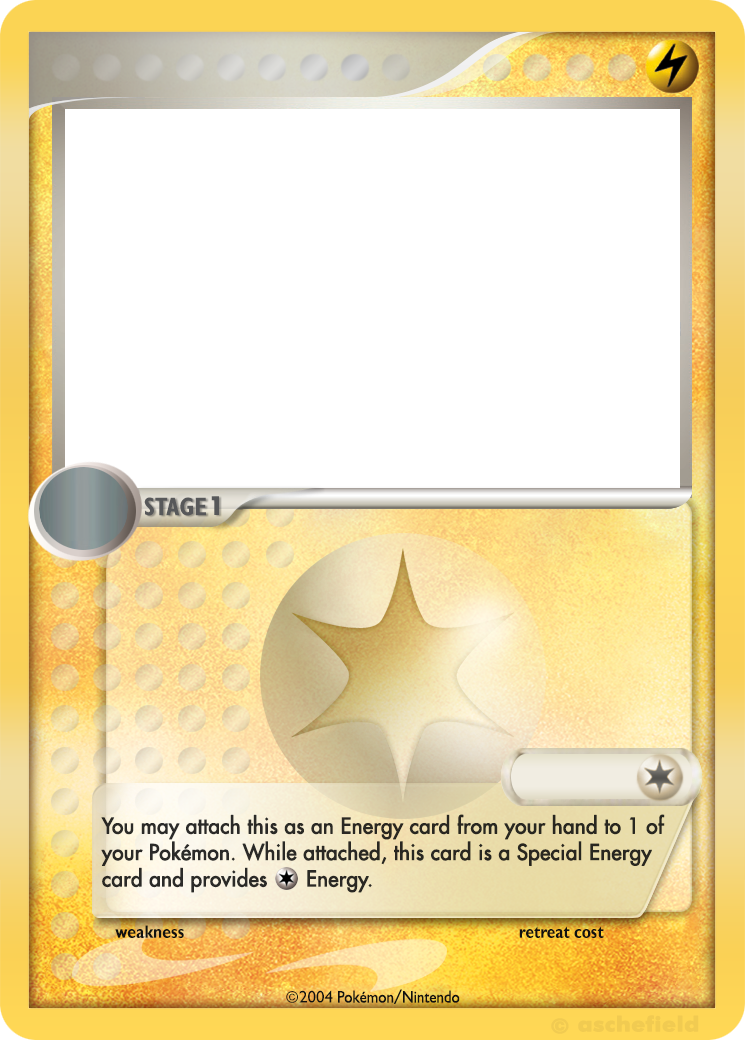 STAGE 1
You may attach this as an Energy card from your hand to 1 of
your Pokémon. While attached, this card is a Special Energy
card and provides Energy.
weakness retreat cost
©2004 Pokémon/Nintendo
© aschefield